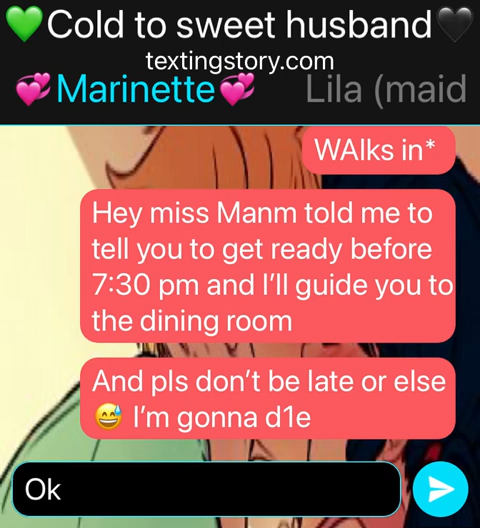 💚Cold to sweet husband🖤
textingstory.com
💞Marinette💞 Lila (maid
WAlks in*
Hey miss Manm told me to
tell you to get ready before
7:30 pm and I'll guide you to
the dining room
And pls don't be late or else
😅 I'm gonna d1e
Ok